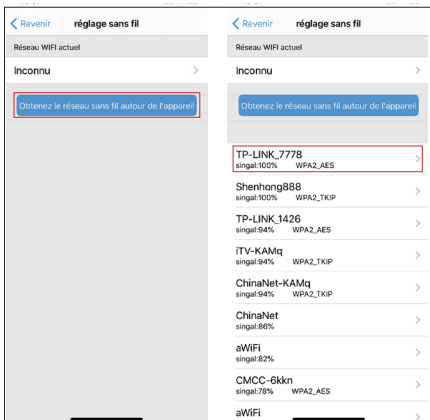 Revenir
réglage sans fil
Réseau WIFI actuel
Inconnu
Obtenez le réseau sans fil autour de l'appareil
Revenir
réglage sans fil
Réseau WIFI actuel
Inconnu
Obtenez le réseau sans fil autour de l'appareil
TP-LINK_7778
singal:100% WPA2_AES
Shenhong888
singal:100% WPA2_TKIP
TP-LINK_1426
singal:94% WPA2_AES
iTV-KAMq
singal:94% WPA2_TKIP
ChinaNet-KAMq
singal:94% WPA2_TKIP
ChinaNet
singal:86%
aWiFi
singal:82%
CMCC-6kkn
singal:78% WPA2_AES
aWiFi